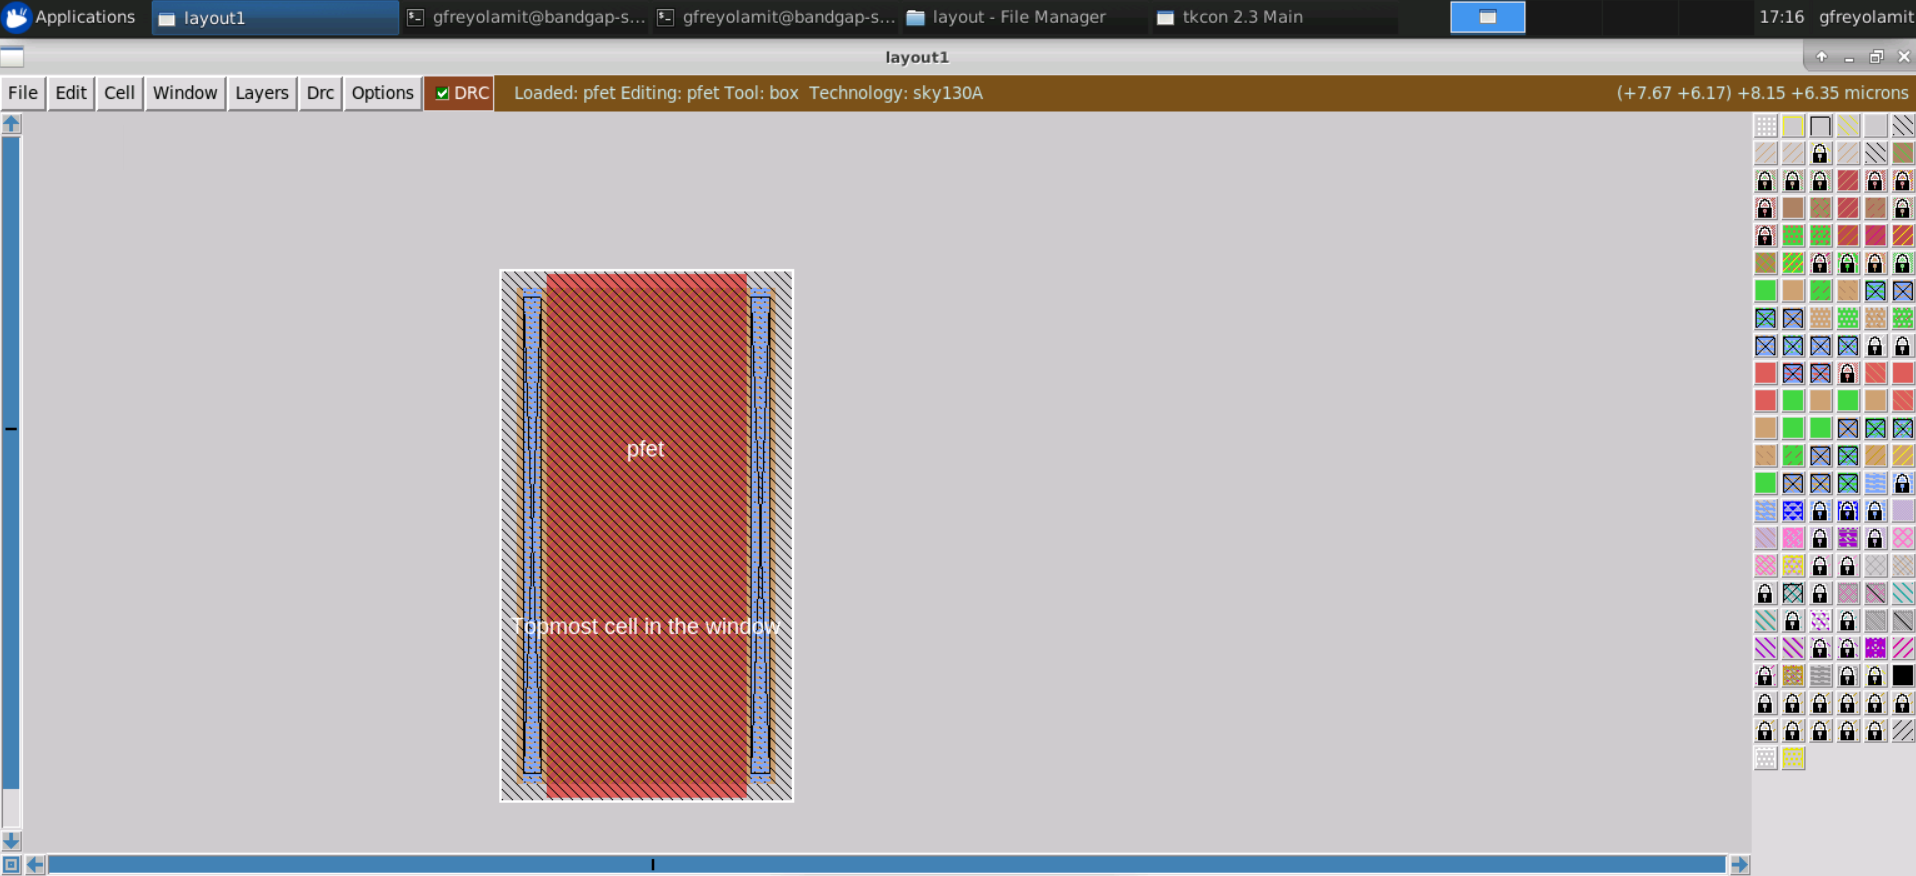 Applications layout1 gfreyolamit@bandgap-s... gfreyolamit@bandgap-s... layout - File Manager tkcon 2.3 Main 17:16 gfreyolamit
layout1
File Edit Cell Window Layers Drc Options DRC Loaded: pfet Editing: pfet Tool: box Technology: sky130A (+7.67 +6.17) +8.15 +6.35 microns
pfet
Topmost cell in the window